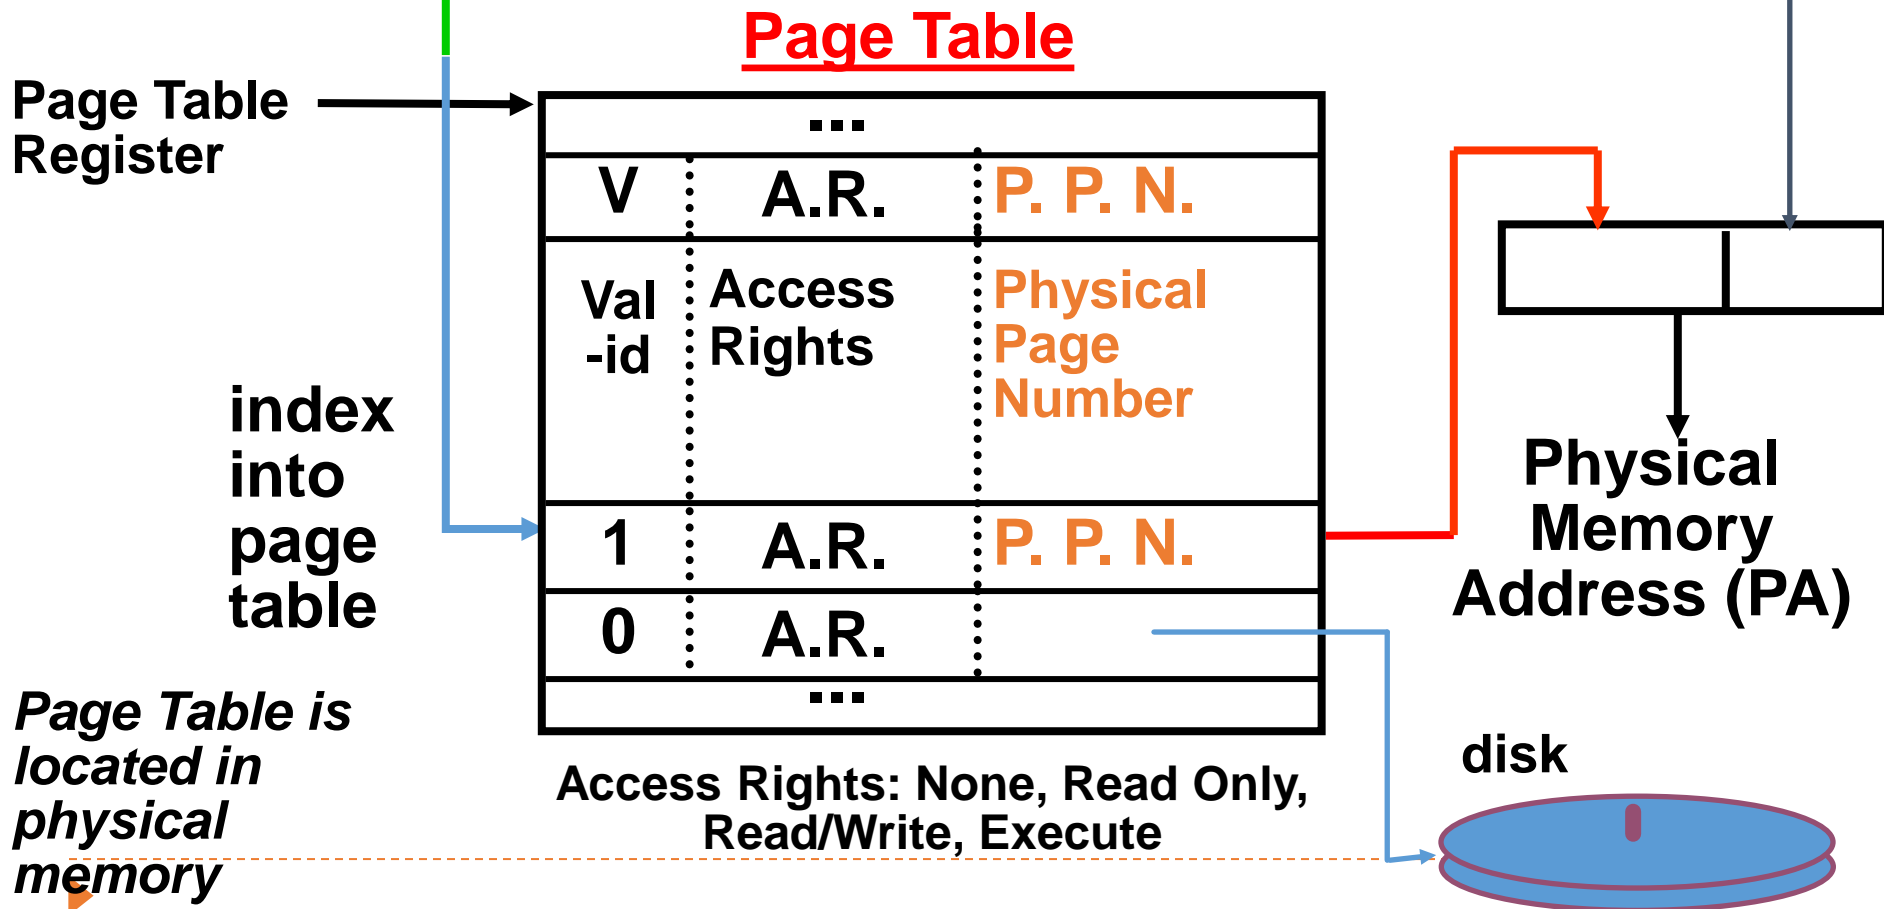 Page Table
Page Table
Register
...
V A.R. P. P. N.
Val
-id
Access
Rights
Physical
Page
Number
index
into
page
table
1 A.R. P. P. N.
0 A.R.
...
Physical
Memory
Address (PA)
Page Table is
located in
physical
memory
Access Rights: None, Read Only,
Read/Write, Execute
disk